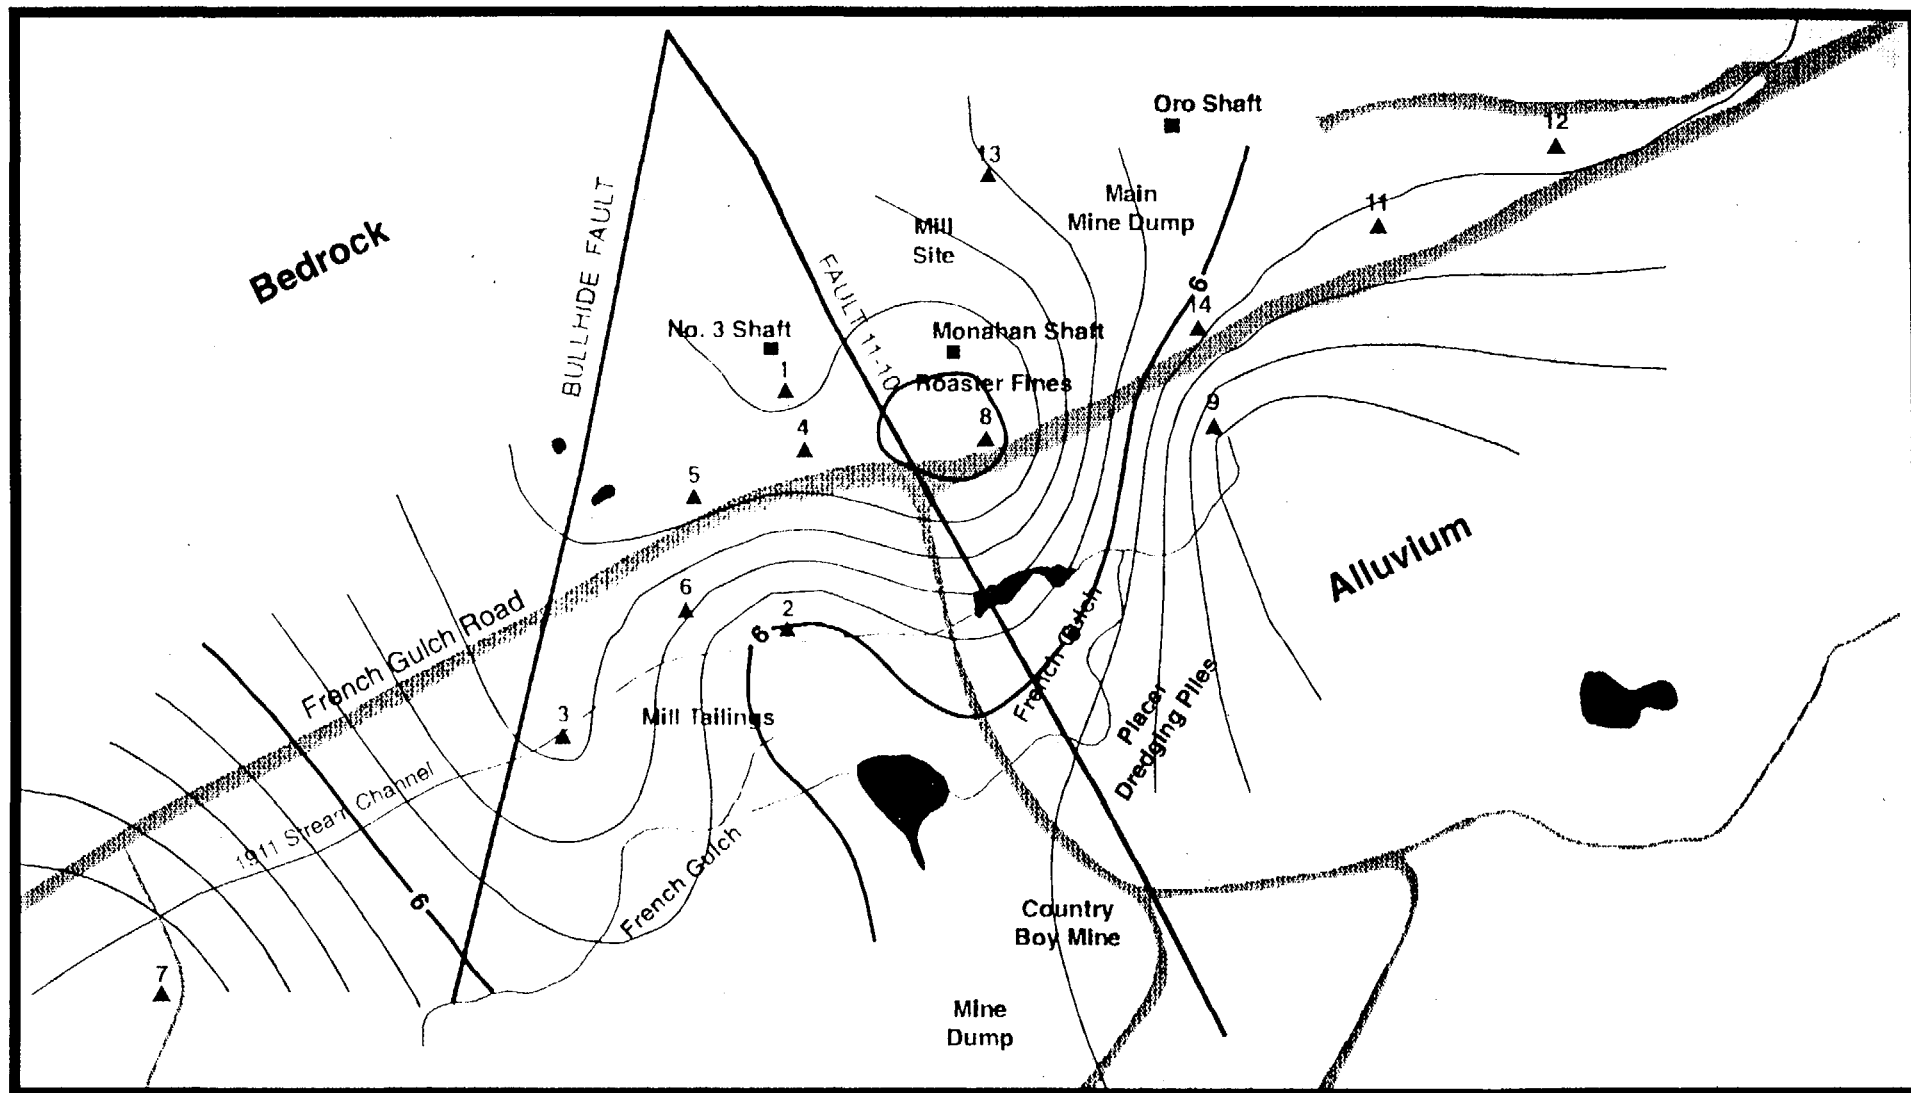 Oro Shaft
12
13
Main
Mine Dump
11
Mill
Site
Bedrock
BULLHIDE FAULT
FAULT 11-10
6
14
No. 3 Shaft
Monahan Shaft
1
Roaster Fines
9
8
4
5
Alluvium
6
2
6
French Gulch Road
French Gulch
6
3
Mill Tailings
Placer
Dredging Piles
1911 Stream Channel
French Gulch
6
Country
Boy Mine
7
Mine
Dump